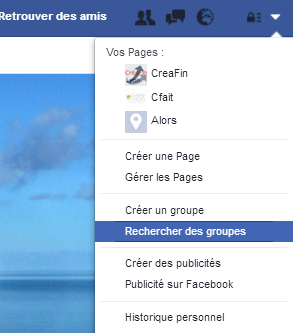 Retrouver des amis
Vos Pages :
CreaFin
Cfait
Alors
Créer une Page
Gérer les Pages
Créer un groupe
Rechercher des groupes
Créer des publicités
Publicité sur Facebook
Historique personnel